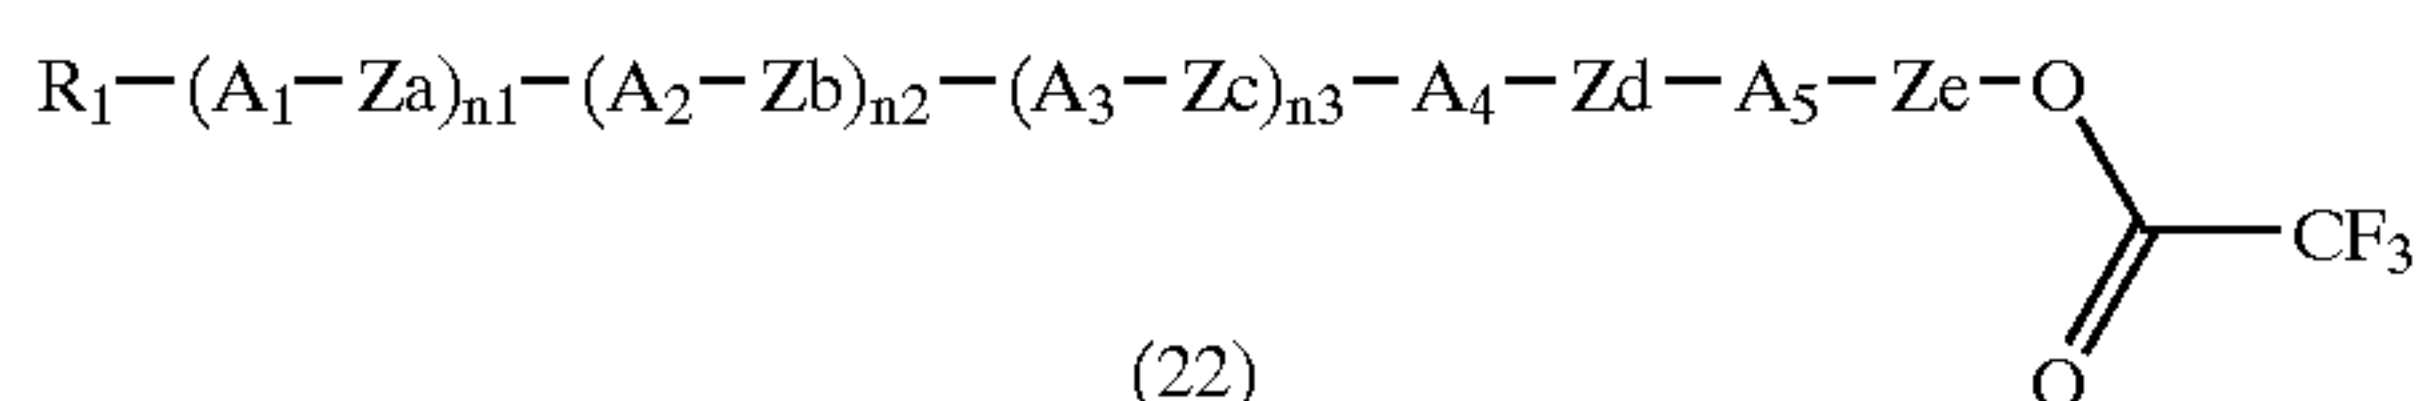 R₁—(A₁—Za)ₙ₁—(A₂—Zb)ₙ₂—(A₃—Zc)ₙ₃—A₄—Zd—A₅—Ze—O
CF₃
(22)
O